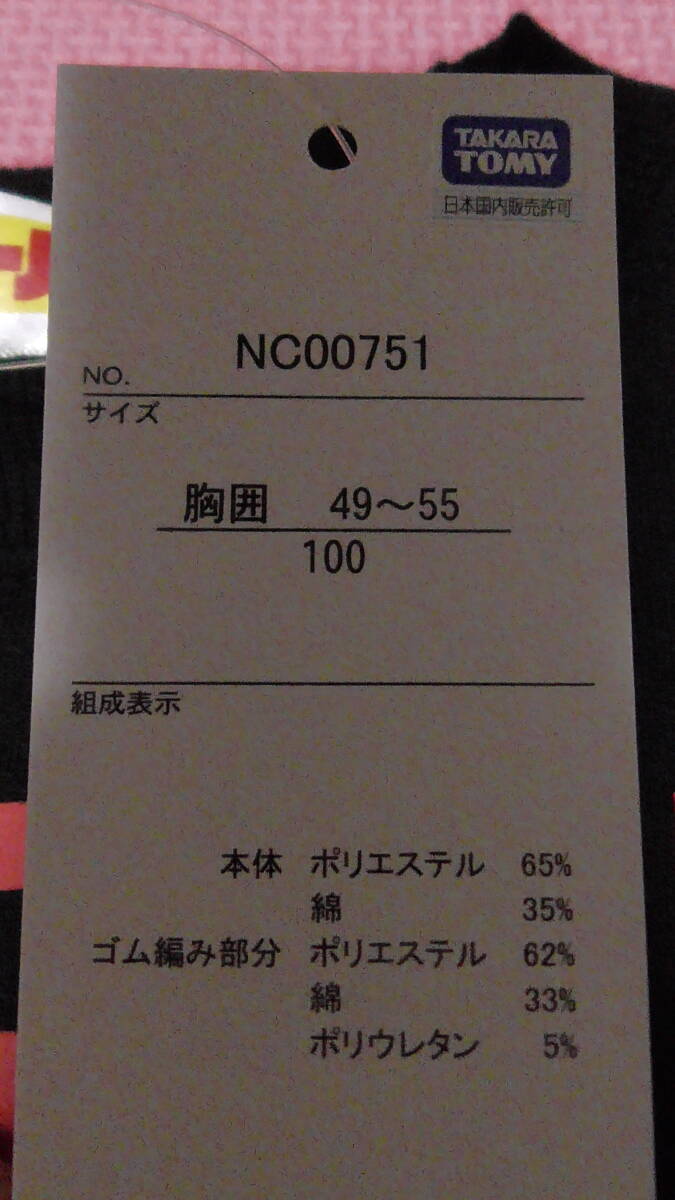 TAKARA
TOMY
日本国内販売許可
NO. NC00751
サイズ
胸囲 49～55
100
組成表示
本体 ポリエステル 65%
綿 35%
ゴム編み部分 ポリエステル 62%
綿 33%
ポリウレタン 5%